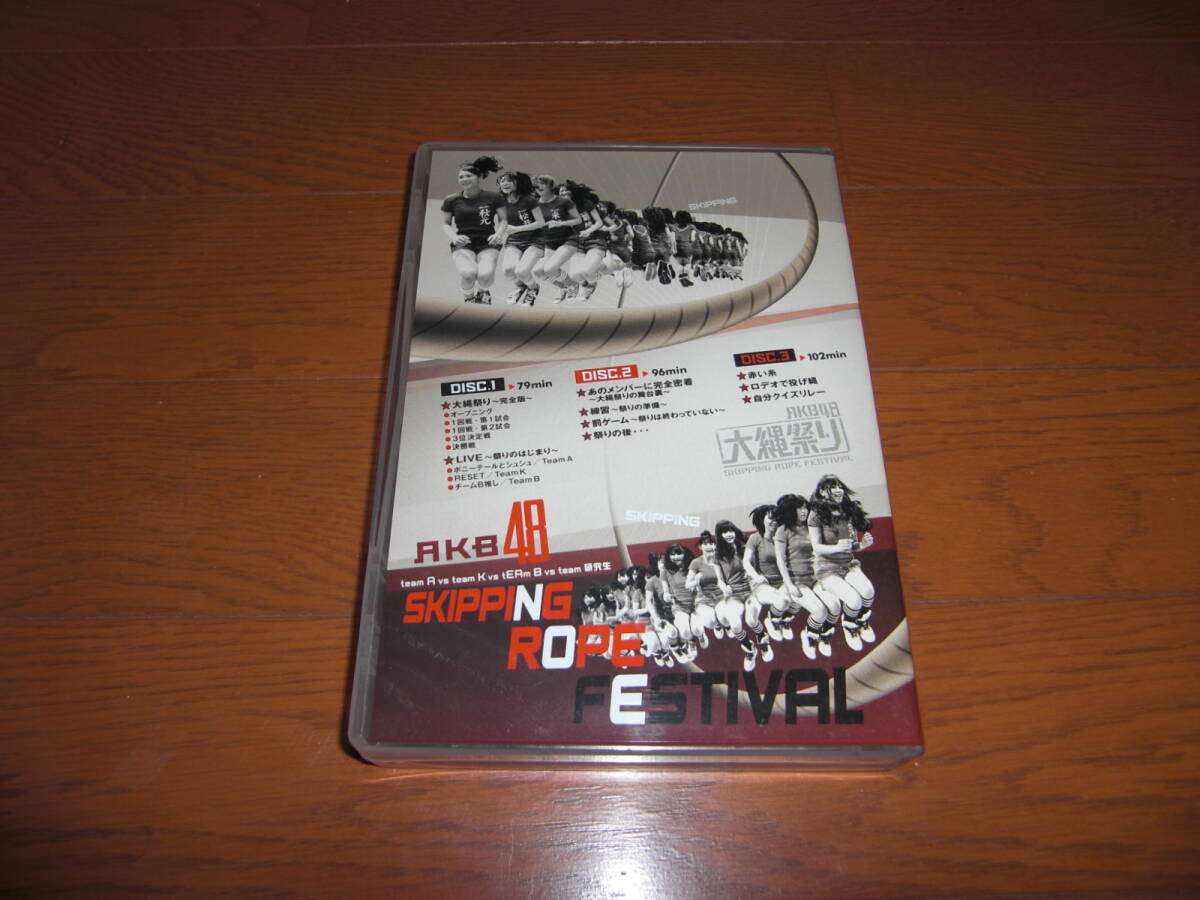 SKIPPING
DISC.1 ▶79min
★大縄祭り〜完全版〜
●オープニング
●1回戦・第1試合
●1回戦・第2試合
●3位決定戦
●決勝戦
★LIVE〜祭りのはじまり〜
●ポニーテールとシュシュ/Team A
●RESET/Team K
●チームB推し/Team B
DISC.2 ▶96min
★あのメンバーに完全密着
〜大縄祭りの舞台裏〜
★練習〜祭りの準備〜
★罰ゲーム〜祭りは終わっていない〜
★祭りの後・・・
DISC.3 ▶102min
★赤い糸
★ロデオで投げ縄
★自分クイズリレー
AKB48
大縄祭り
SKIPPING ROPE FESTIVAL
SKIPPING
AKB48
team A vs team K vs tEAm B vs team 研究生
SKIPPING
ROPE
FESTIVAL